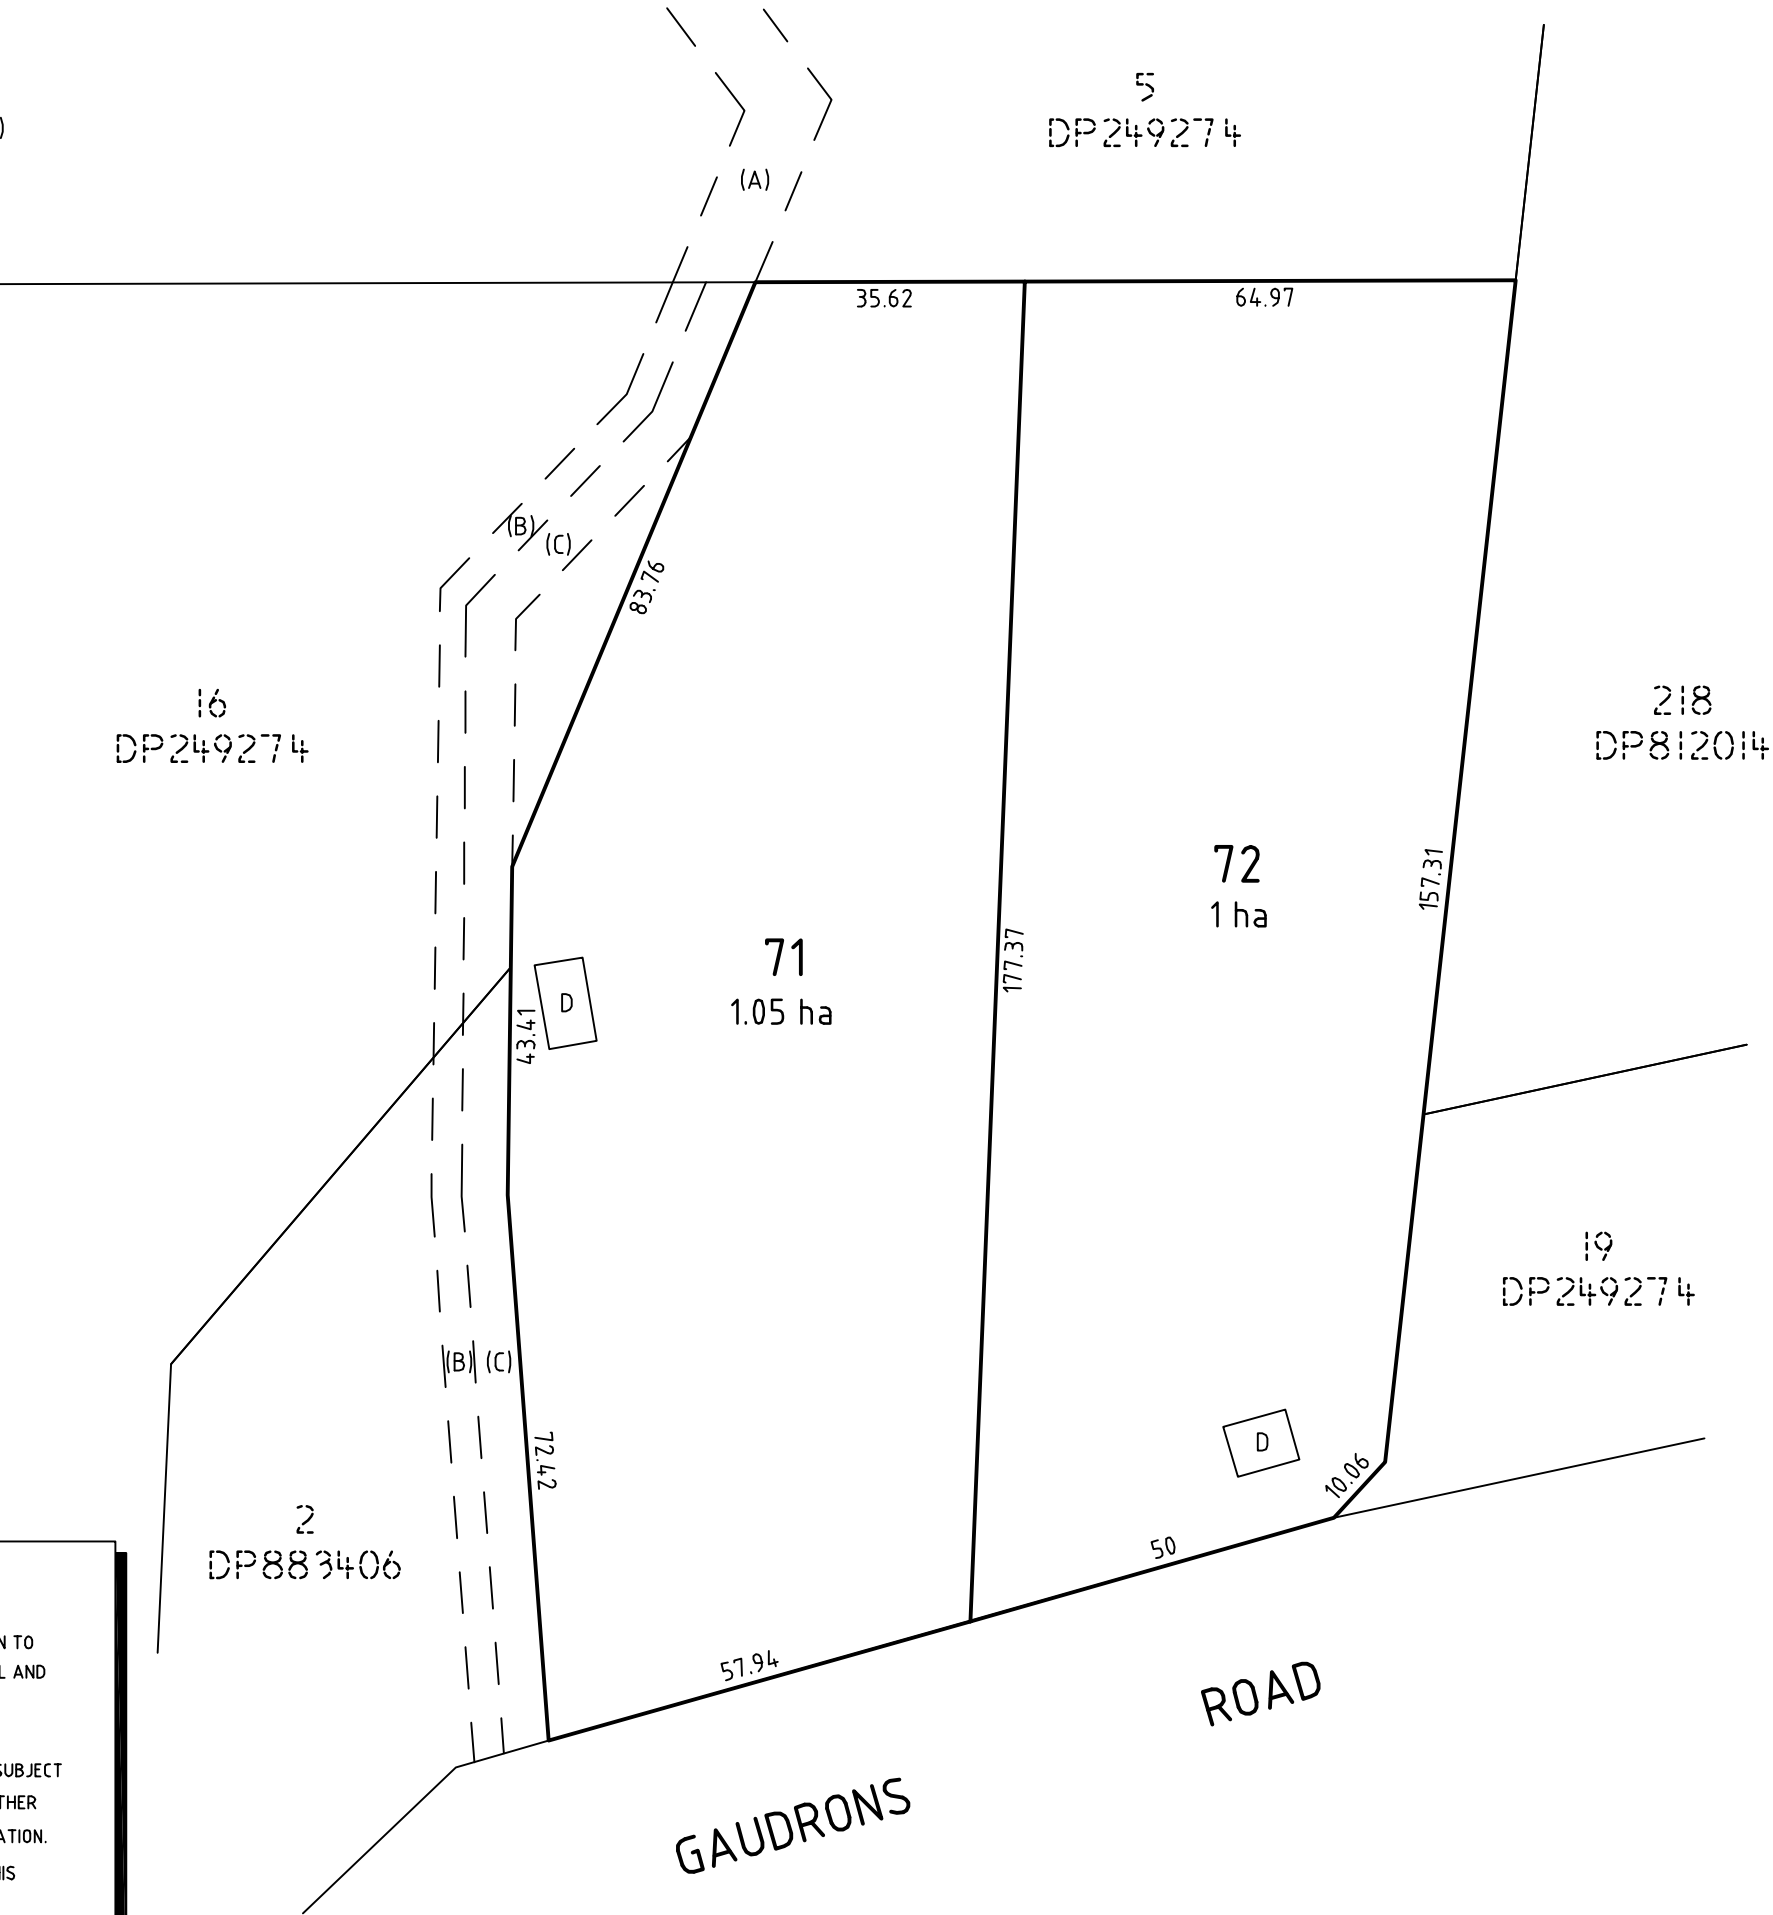 5
DP249274
)
(A)
35.62
64.97
(B)
(C)
83.76
16
DP249274
218
DP812014
72
1 ha
157.31
71
1.05 ha
177.37
D
43.41
19
DP249274
(B)
(C)
72.42
D
10.06
2
DP883406
50
57.94
N TO
L AND
SUBJECT
THER
ATION.
HIS
ROAD
GAUDRONS